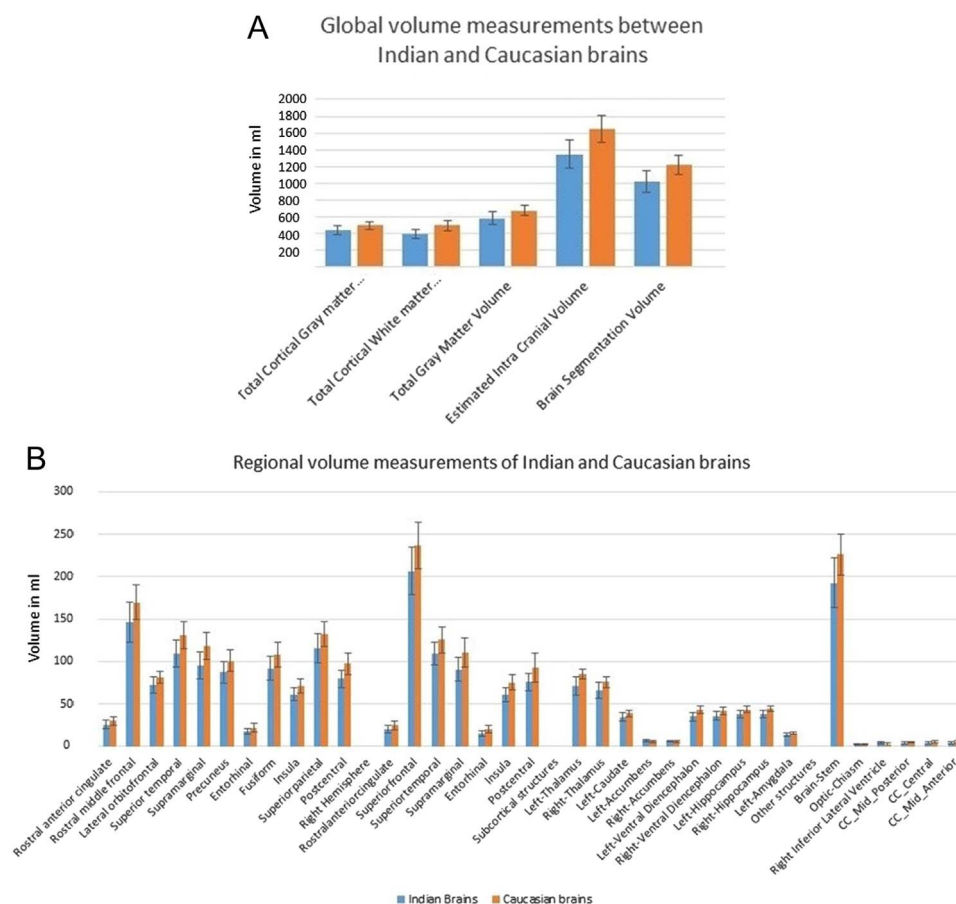 A
Global volume measurements between
Indian and Caucasian brains
Volume in ml
2000
1800
1600
1400
1200
1000
800
600
400
200
Total Cortical Gray matter...
Total Cortical White matter...
Total Gray Matter Volume
Estimated Intra Cranial Volume
Brain Segmentation Volume
B
Regional volume measurements of Indian and Caucasian brains
Volume in ml
300
250
200
150
100
50
0
Rostral anterior cingulate
Rostral middle frontal
Lateral orbitofrontal
Superior temporal
Supramarginal
Precuneus
Entorhinal
Fusiform
Insula
Superior parietal
Postcentral
Right Hemisphere
Rostralanterior cingulate
Superior frontal
Superior temporal
Supramarginal
Entorhinal
Insula
Postcentral
Subcortical structures
Left-Thalamus
Right-Thalamus
Left-Caudate
Left-Accumbens
Right-Accumbens
Left-Ventral Diencephalon
Right-Ventral Diencephalon
Left-Hippocampus
Right-Hippocampus
Left-Amygdala
Other structures
Brain-Stem
Optic-Chiasm
Right Inferior Lateral Ventricle
CC_Mid_Posterior
CC_Central
CC_Mid_Anterior
Indian Brains
Caucasian brains